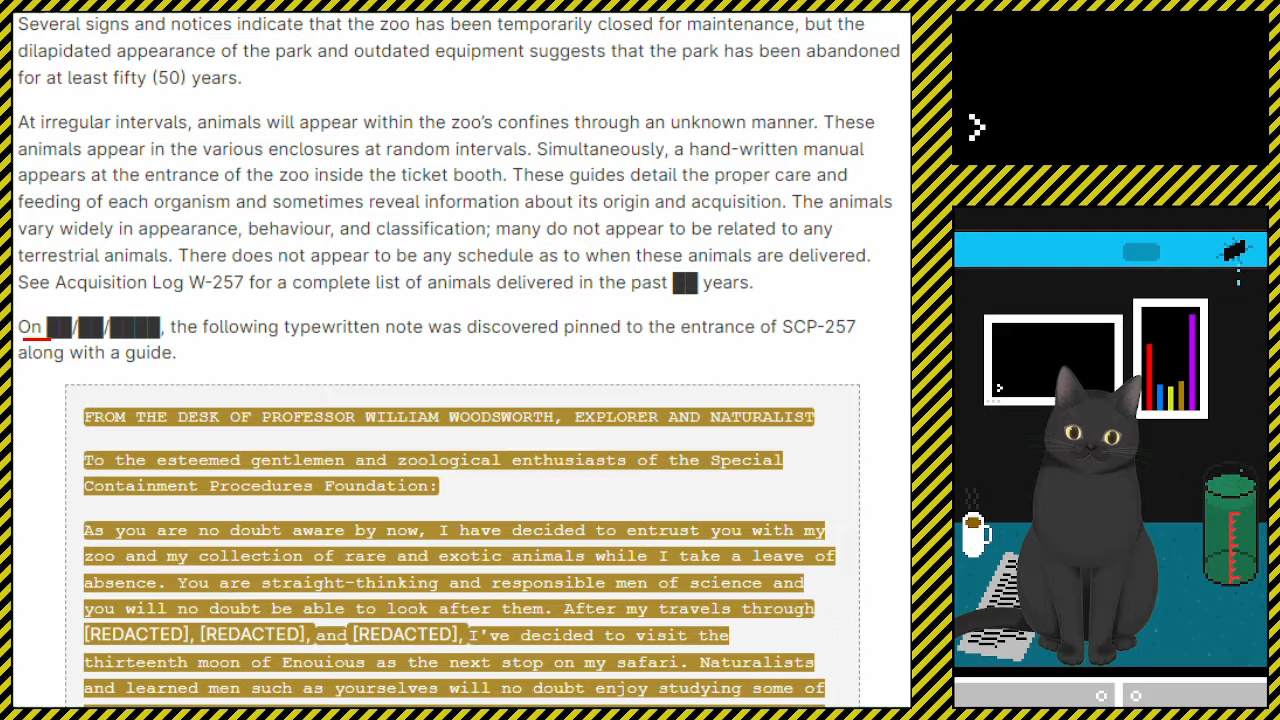 Several signs and notices indicate that the zoo has been temporarily closed for maintenance, but the
dilapidated appearance of the park and outdated equipment suggests that the park has been abandoned
for at least fifty (50) years.
At irregular intervals, animals will appear within the zoo's confines through an unknown manner. These
animals appear in the various enclosures at random intervals. Simultaneously, a hand-written manual
appears at the entrance of the zoo inside the ticket booth. These guides detail the proper care and
feeding of each organism and sometimes reveal information about its origin and acquisition. The animals
vary widely in appearance, behaviour, and classification; many do not appear to be related to any
terrestrial animals. There does not appear to be any schedule as to when these animals are delivered.
See Acquisition Log W-257 for a complete list of animals delivered in the past ██ years.
On ██/██/████, the following typewritten note was discovered pinned to the entrance of SCP-257
along with a guide.
FROM THE DESK OF PROFESSOR WILLIAM WOODSWORTH, EXPLORER AND NATURALIST
To the esteemed gentlemen and zoological enthusiasts of the Special
Containment Procedures Foundation:
As you are no doubt aware by now, I have decided to entrust you with my
zoo and my collection of rare and exotic animals while I take a leave of
absence. You are straight-thinking and responsible men of science and
you will no doubt be able to look after them. After my travels through
[REDACTED], [REDACTED], and [REDACTED], I've decided to visit the
thirteenth moon of Enouious as the next stop on my safari. Naturalists
and learned men such as yourselves will no doubt enjoy studying some of
>
>